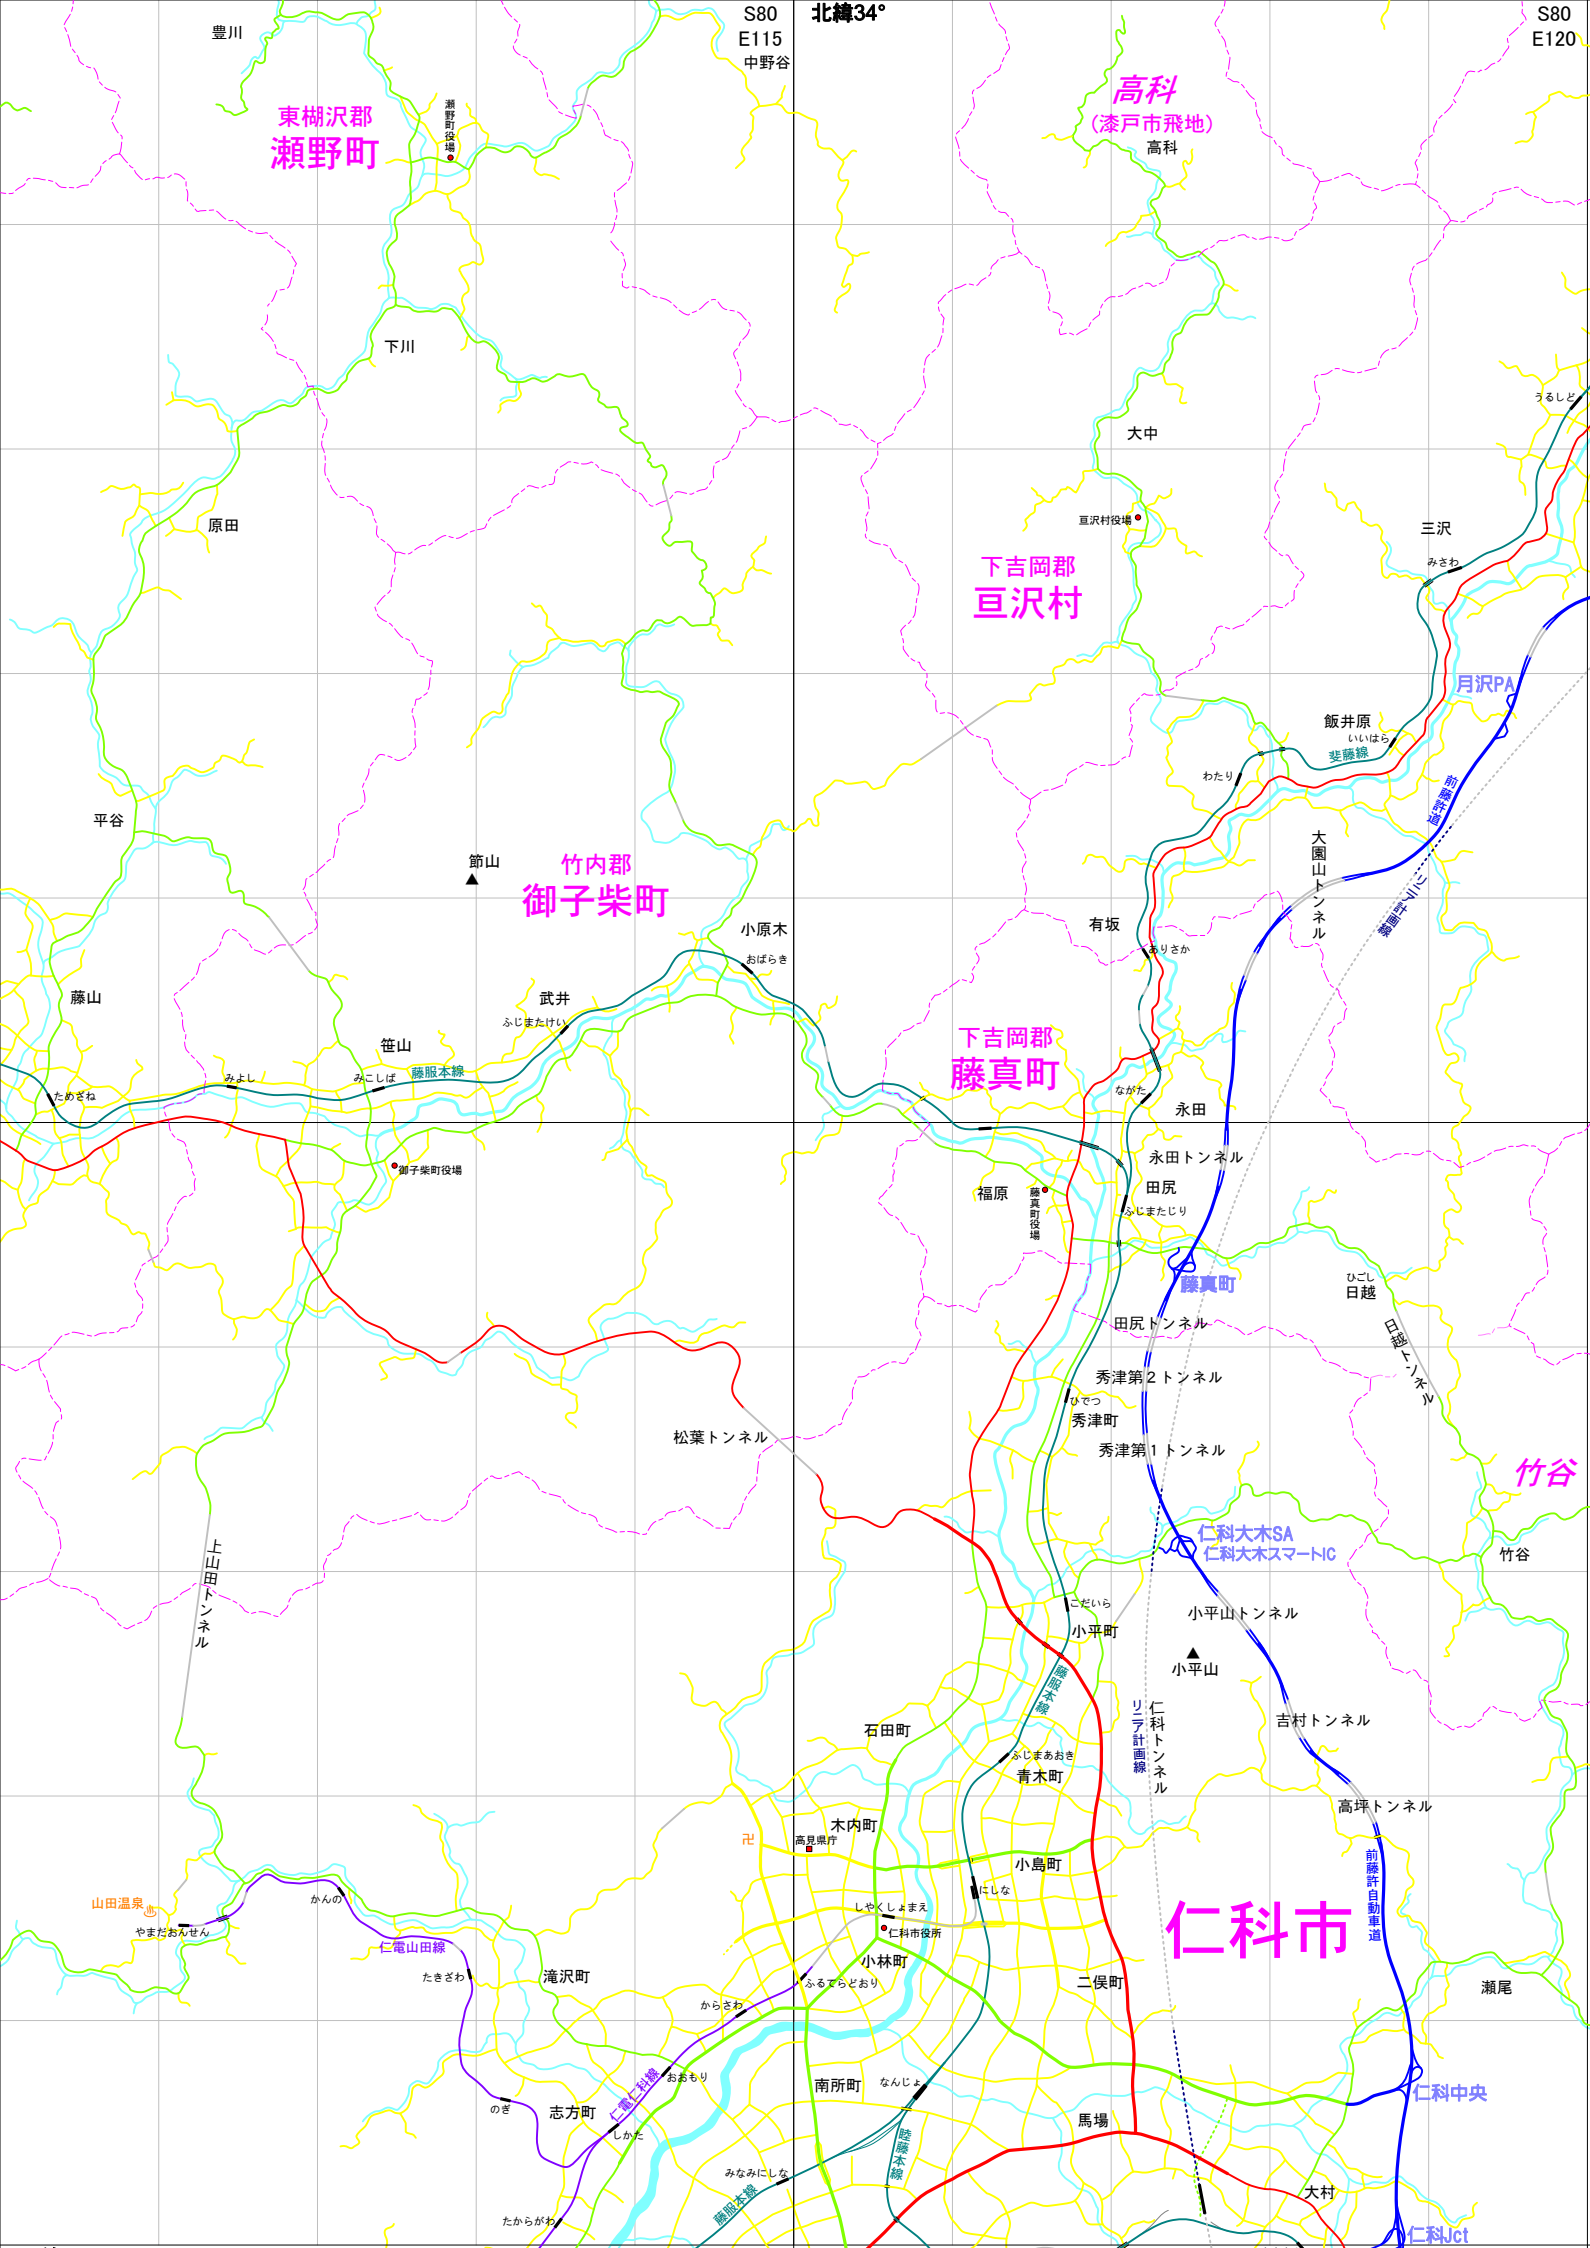 豊川
S80
E115
中野谷
北緯34°
S80
E120
東楜沢郡
瀬野町
瀬野町役場
高科
(漆戸市飛地)
高科
下川
うるしど
大中
原田
亘沢村役場
三沢
みさわ
下吉岡郡
亘沢村
月沢PA
飯井原
いいはら
斐藤線
わたり
前藤許道
平谷
節山
竹内郡
御子柴町
大園山トンネル
リニア計画線
小原木
おばらき
有坂
ありさか
藤山
武井
ふじまたけい
笹山
藤服本線
みよし
みこしば
ためざね
下吉岡郡
藤真町
ながた
永田
御子柴町役場
永田トンネル
福原
藤真町役場
田尻
ふじまたじり
藤真町
ひごし
日越
田尻トンネル
日越トンネル
秀津第２トンネル
ひでつ
秀津町
松葉トンネル
秀津第１トンネル
竹谷
仁科大木SA
仁科大木スマートIC
竹谷
上山田トンネル
こだいら
小平町
小平山トンネル
小平山
藤服本線
リニア計画線
仁科トンネル
石田町
吉村トンネル
ふじまあおき
青木町
高坪トンネル
木内町
卍
高見県庁
小島町
前藤許自動車道
山田温泉
やまだおんせん
かんの
にしな
しやくしょまえ
仁科市役所
仁科市
仁電山田線
たきざわ
滝沢町
小林町
ふるてらどおり
二俣町
瀬尾
からさわ
おおもり
南所町
なんじょ
仁科中央
のぎ
志方町
仁電仁科線
しかた
馬場
睦藤本線
みなみにしな
藤服本線
大村
たからがわ
仁科Jct